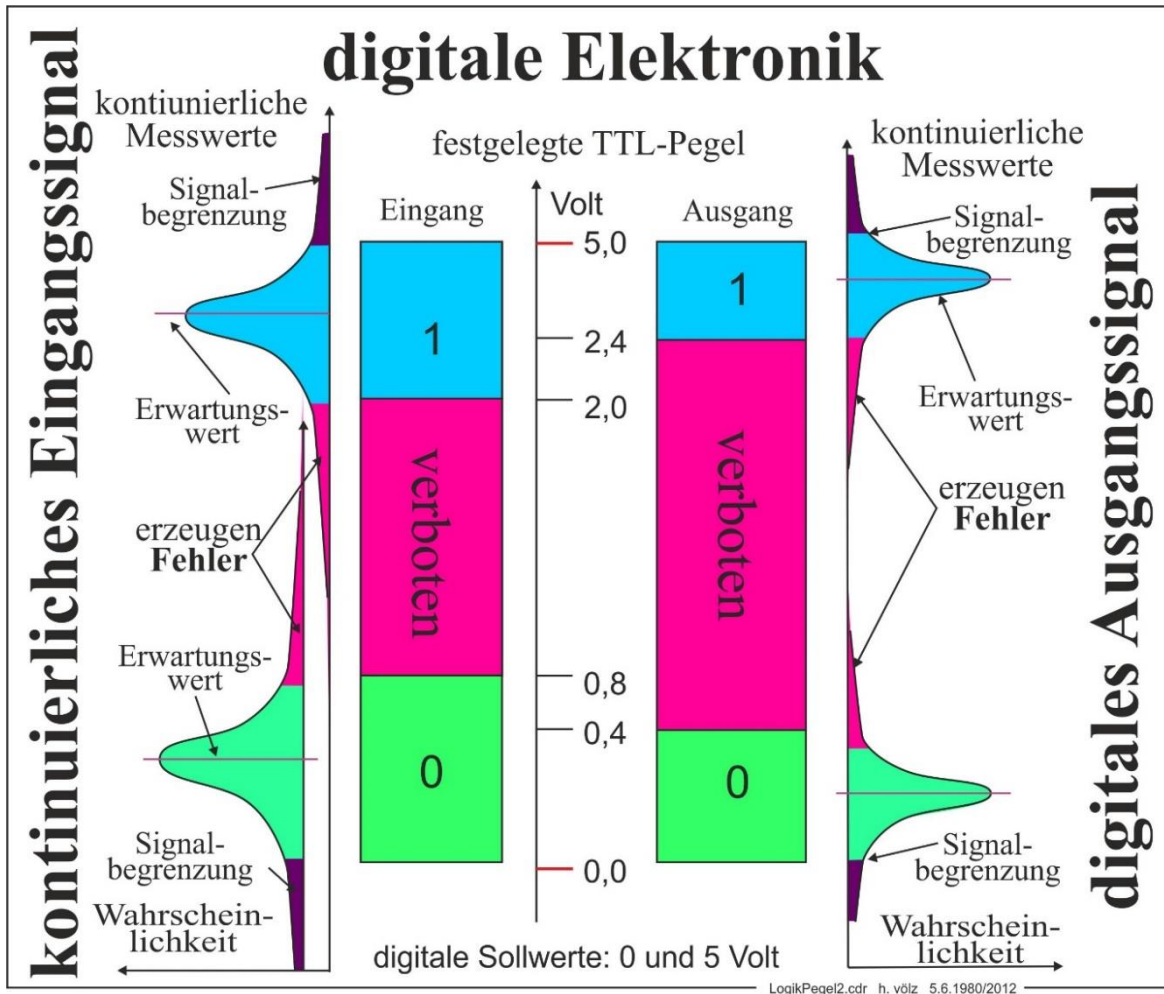 digitale Elektronik
kontinuierliches Eingangssignal
kontiunierliche
Messwerte
Signal-
begrenzung
Erwartungs-
wert
erzeugen
Fehler
Erwartungs-
wert
Signal-
begrenzung
Wahrschein-
lichkeit
festgelegte TTL-Pegel
Eingang
1
verboten
0
Volt
5,0
2,4
2,0
0,8
0,4
0,0
Ausgang
1
verboten
0
digitale Sollwerte: 0 und 5 Volt
kontinuierliche
Messwerte
Signal-
begrenzung
Erwartungs-
wert
erzeugen
Fehler
Signal-
begrenzung
Wahrschein-
lichkeit
digitales Ausgangssignal
LogikPegel2.cdr h. völz 5.6.1980/2012